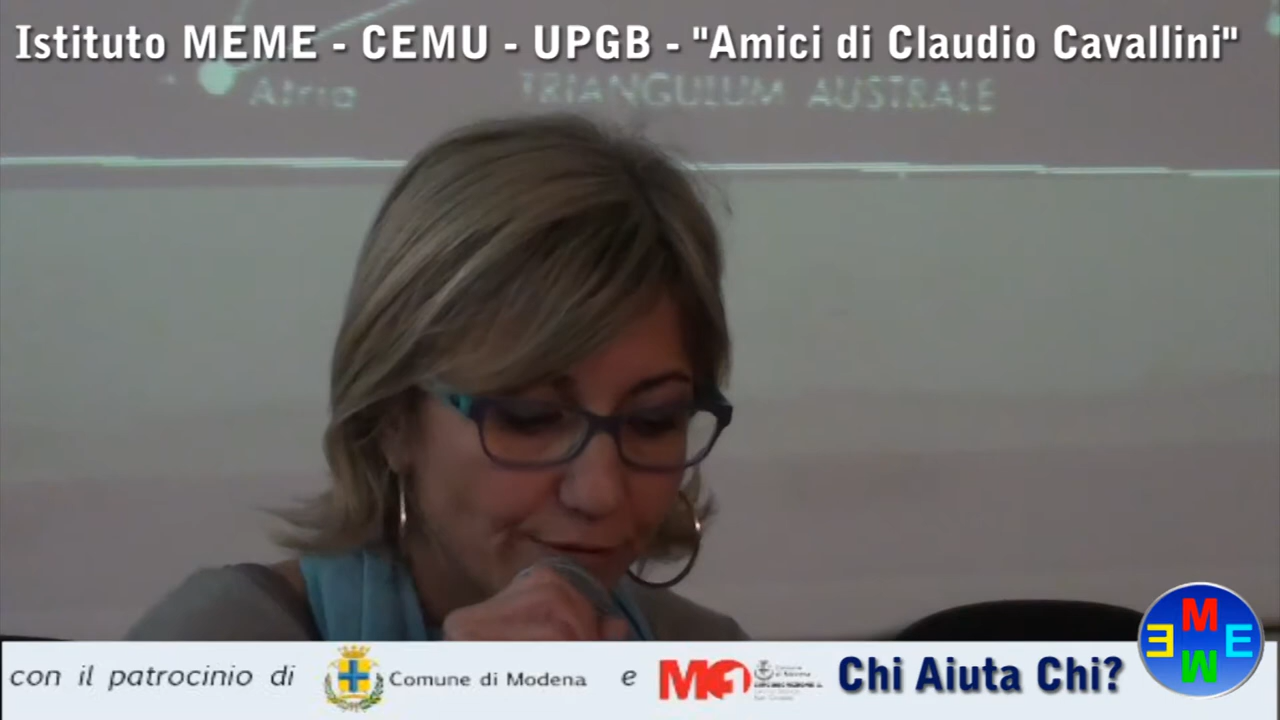 Istituto MEME - CEMU - UPGB - "Amici di Claudio Cavallini"
Atria TRIANGULUM AUSTRALE
con il patrocinio di Comune di Modena e Chi Aiuta Chi?
M
E E
M